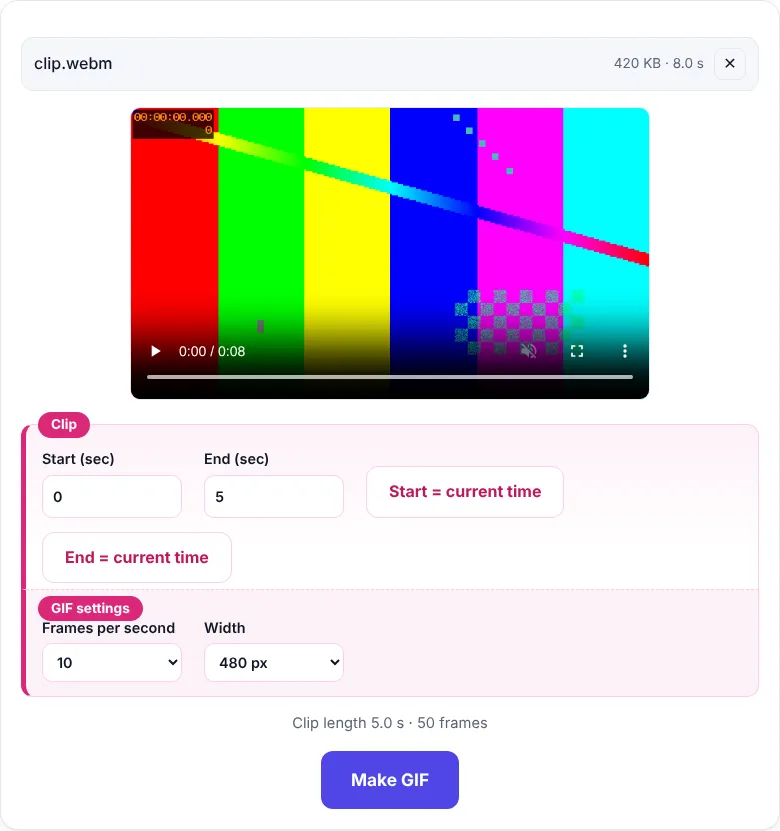 clip.webm
420 KB · 8.0 s ✕
00:00:00.000
0
0:00 / 0:08
Clip
Start (sec) End (sec)
0 5 Start = current time
End = current time
GIF settings
Frames per second Width
10 480 px
Clip length 5.0 s · 50 frames
Make GIF